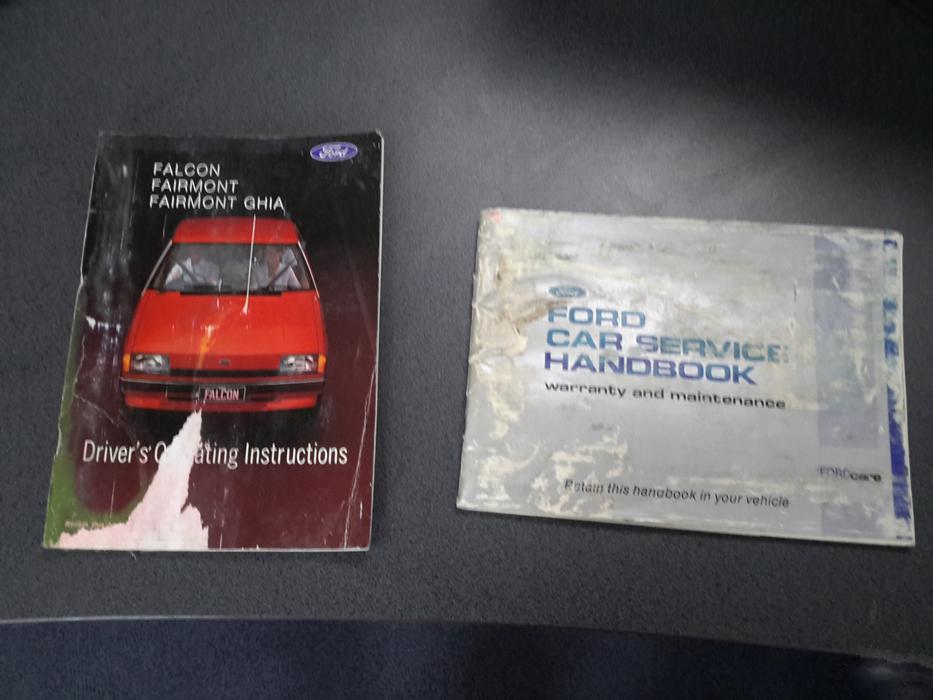 Ford
FALCON
FAIRMONT
FAIRMONT GHIA
FALCON
Driver's Operating Instructions
Ford
FORD
CAR SERVICE
HANDBOOK
warranty and maintenance
FORDcare
Retain this handbook in your vehicle